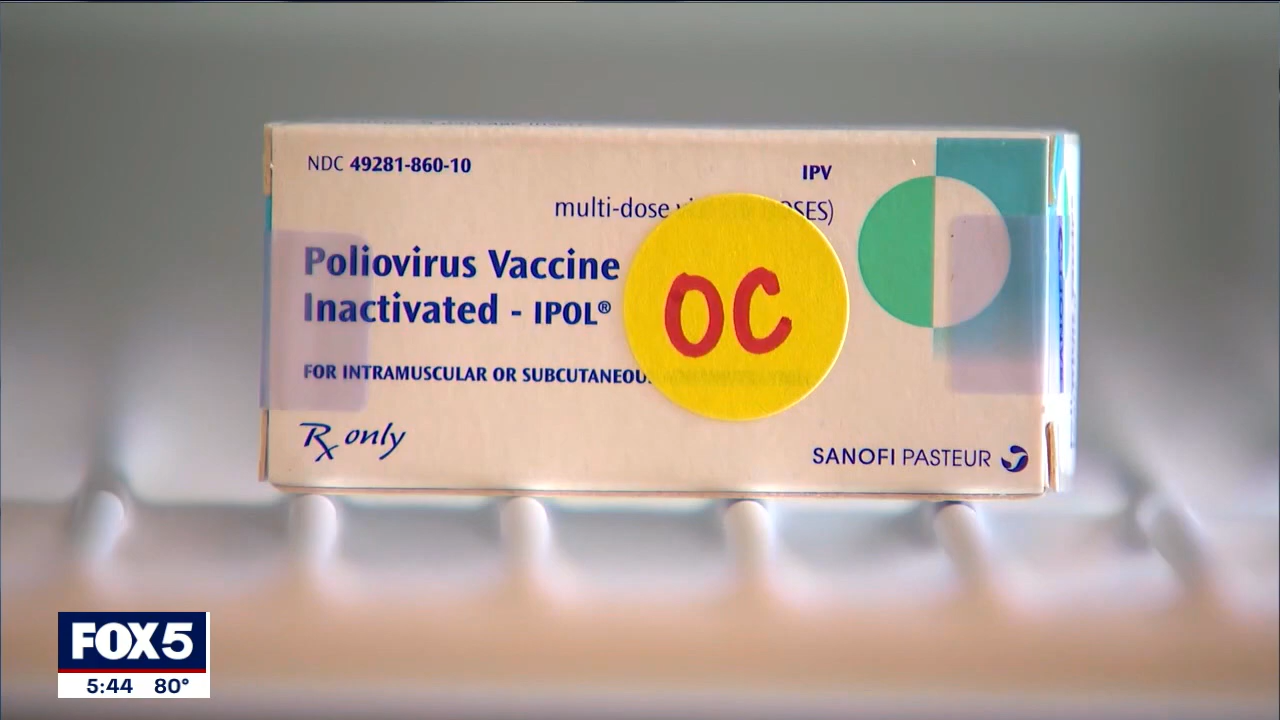 NDC 49281-860-10
IPV
multi-dose
Poliovirus Vaccine
Inactivated - IPOL®
OC
FOR INTRAMUSCULAR OR SUBCUTANEOU
Rx only
SANOFI PASTEUR
FOX5
5:44 80°